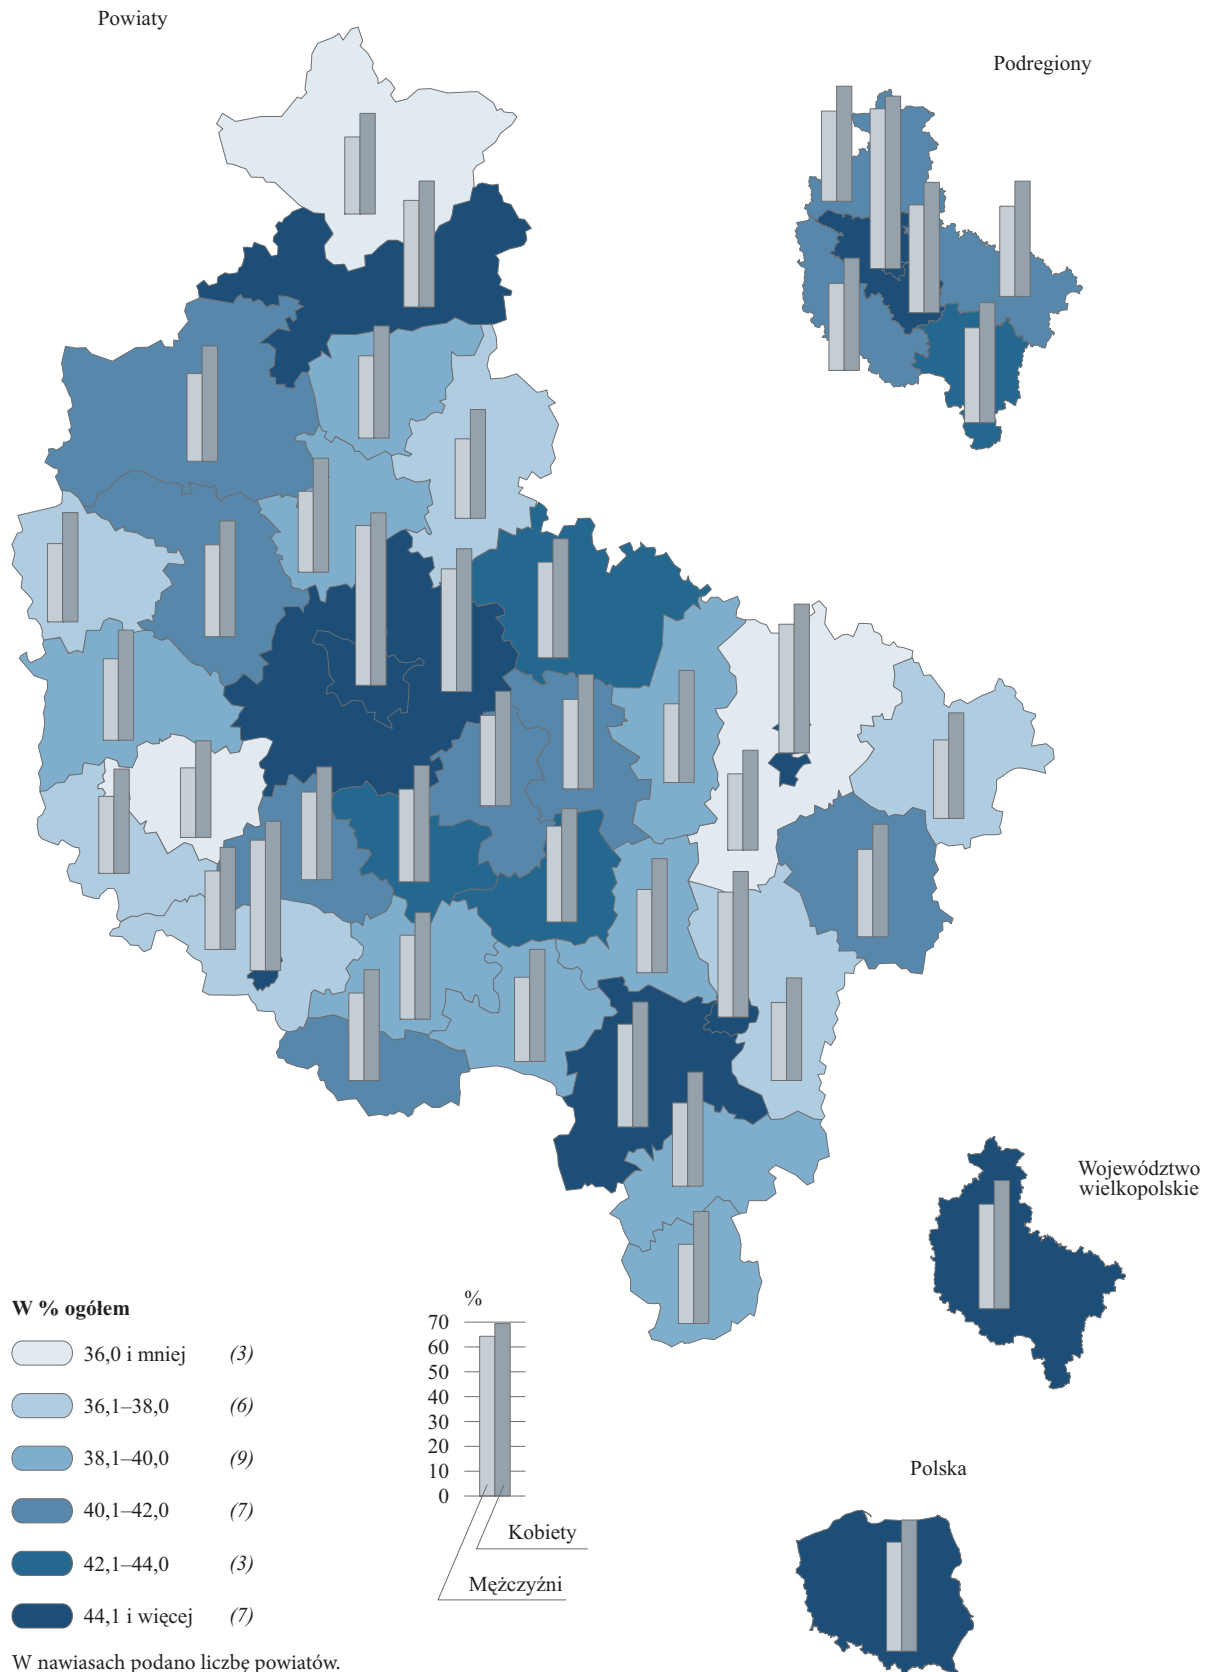 Powiaty
Podregiony
Województwo
wielkopolskie
W % ogółem
36,0 i mniej (3)
36,1–38,0 (6)
38,1–40,0 (9)
40,1–42,0 (7)
42,1–44,0 (3)
44,1 i więcej (7)
W nawiasach podano liczbę powiatów.
%
70
60
50
40
30
20
10
0
Kobiety
Mężczyźni
Polska